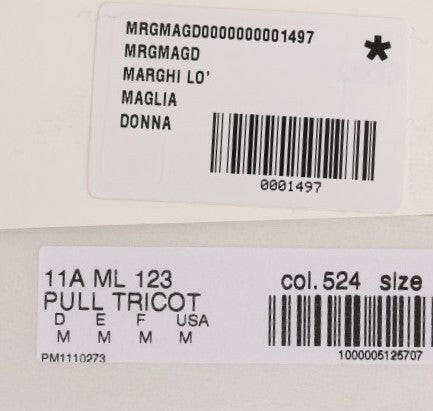 MRGMAGD0000000001497
MRGMAGD
MARGHI LO'
MAGLIA
DONNA
*
0001497
11A ML 123 col. 524 size
PULL TRICOT
D E F USA
M M M M
PM1110273
1000005125707